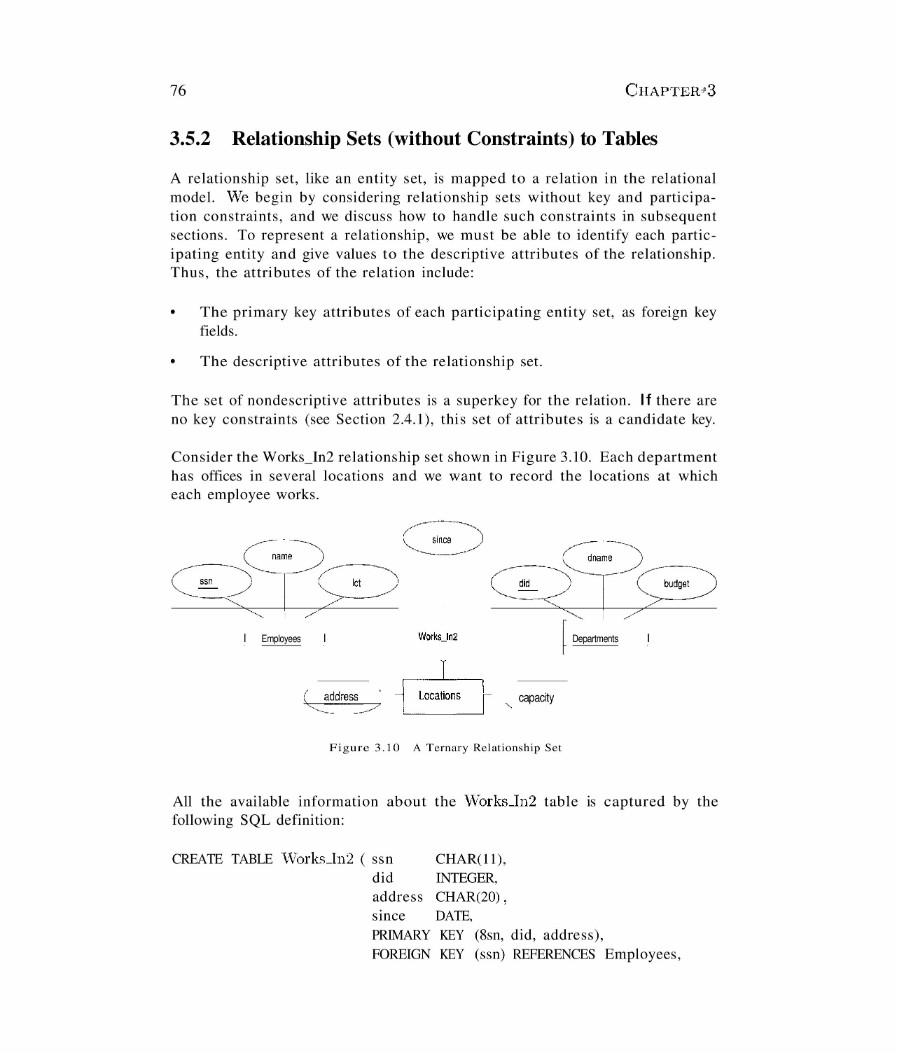 76 CHAPTER 3
3.5.2 Relationship Sets (without Constraints) to Tables
A relationship set, like an entity set, is mapped to a relation in the relational
model. We begin by considering relationship sets without key and participa-
tion constraints, and we discuss how to handle such constraints in subsequent
sections. To represent a relationship, we must be able to identify each partic-
ipating entity and give values to the descriptive attributes of the relationship.
Thus, the attributes of the relation include:
• The primary key attributes of each participating entity set, as foreign key
fields.
• The descriptive attributes of the relationship set.
The set of nondescriptive attributes is a superkey for the relation. If there are
no key constraints (see Section 2.4.1), this set of attributes is a candidate key.
Consider the Works_In2 relationship set shown in Figure 3.10. Each department
has offices in several locations and we want to record the locations at which
each employee works.
since
name dname
ssn lot did budget
Employees Works_In2 Departments
address Locations capacity
Figure 3.10 A Ternary Relationship Set
All the available information about the Works_In2 table is captured by the
following SQL definition:
CREATE TABLE Works_In2 ( ssn CHAR(11),
did INTEGER,
address CHAR(20),
since DATE,
PRIMARY KEY (8sn, did, address),
FOREIGN KEY (ssn) REFERENCES Employees,